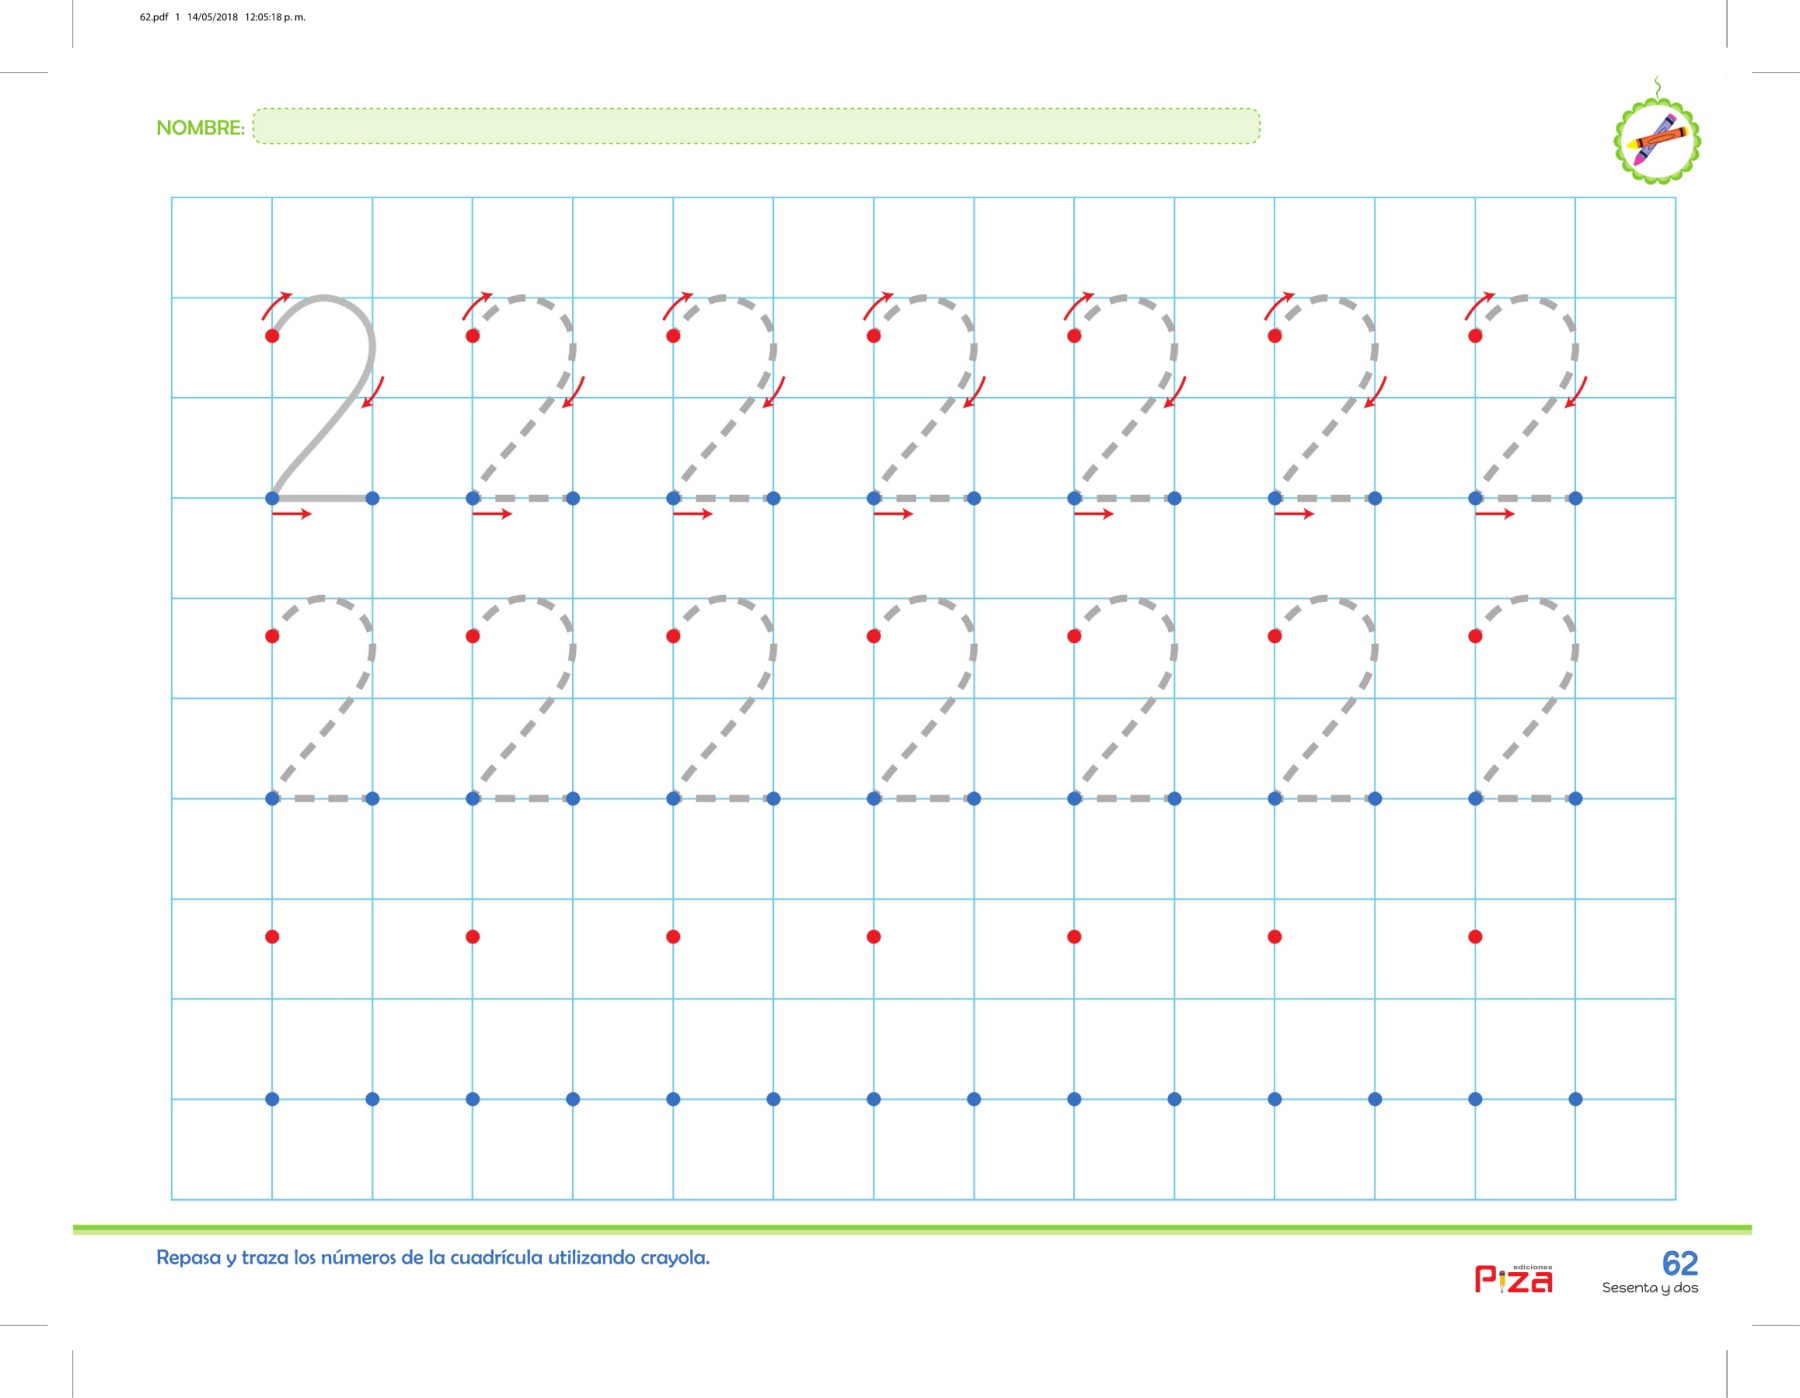 62.pdf 1 14/05/2018 12:05:18 p. m.
NOMBRE:
2 2 2 2 2 2 2
2 2 2 2 2 2 2
Repasa y traza los números de la cuadrícula utilizando crayola.
ediciones
Piza
62
Sesenta y dos